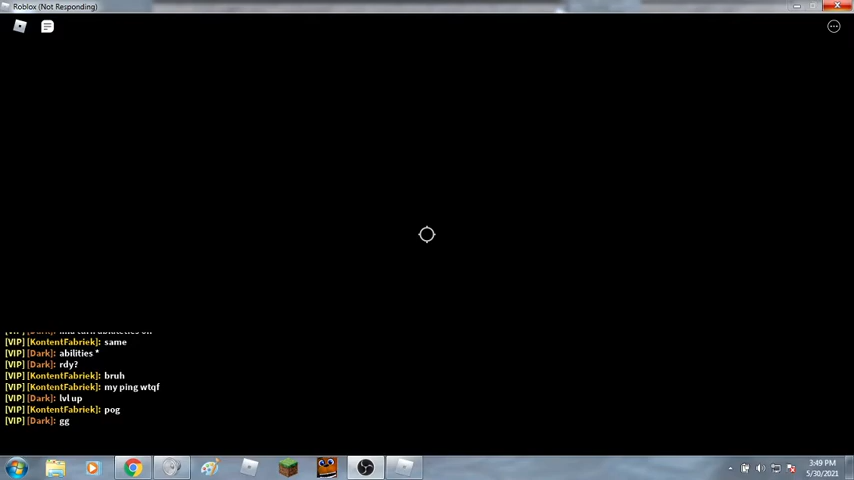 Roblox (Not Responding)
[VIP] [KontentFabriek]: same
[VIP] [Dark]: abilities *
[VIP] [Dark]: rdy?
[VIP] [KontentFabriek]: bruh
[VIP] [KontentFabriek]: my ping wtqf
[VIP] [Dark]: lvl up
[VIP] [KontentFabriek]: pog
[VIP] [Dark]: gg
3:49 PM
5/30/2021